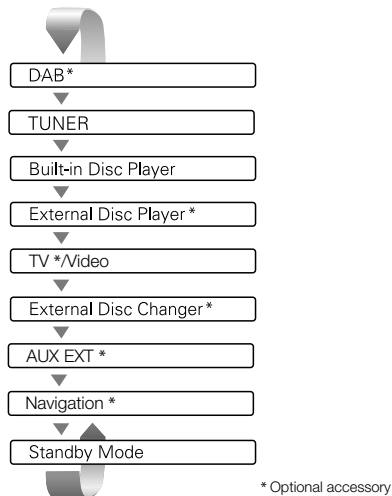 DAB*
TUNER
Built-in Disc Player
External Disc Player *
TV */Video
External Disc Changer *
AUX EXT *
Navigation *
Standby Mode
* Optional accessory